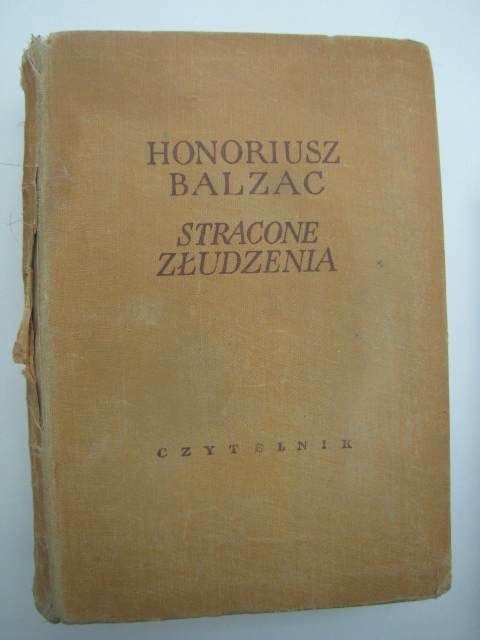 HONORIUSZ
BALZAC
STRACONE
ZŁUDZENIA
CZYTELNIK